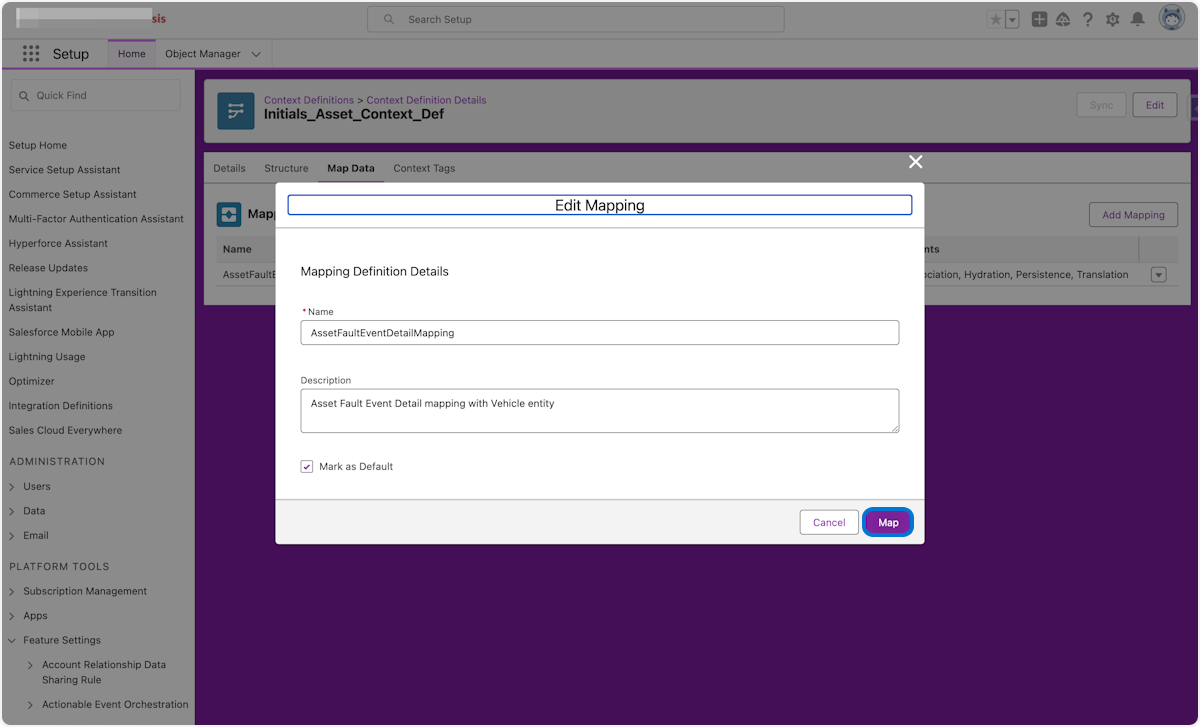 sis
Search Setup
Setup
Home
Object Manager
Quick Find
Setup Home
Service Setup Assistant
Commerce Setup Assistant
Multi-Factor Authentication Assistant
Hyperforce Assistant
Release Updates
Lightning Experience Transition
Assistant
Salesforce Mobile App
Lightning Usage
Optimizer
Integration Definitions
Sales Cloud Everywhere
ADMINISTRATION
Users
Data
Email
PLATFORM TOOLS
Subscription Management
Apps
Feature Settings
Account Relationship Data
Sharing Rule
Actionable Event Orchestration
Context Definitions > Context Definition Details
Initials_Asset_Context_Def
Sync
Edit
Details
Structure
Map Data
Context Tags
Mapp
Add Mapping
Name
nts
AssetFaultE
ciation, Hydration, Persistence, Translation
Edit Mapping
Mapping Definition Details
* Name
AssetFaultEventDetailMapping
Description
Asset Fault Event Detail mapping with Vehicle entity
Mark as Default
Cancel
Map